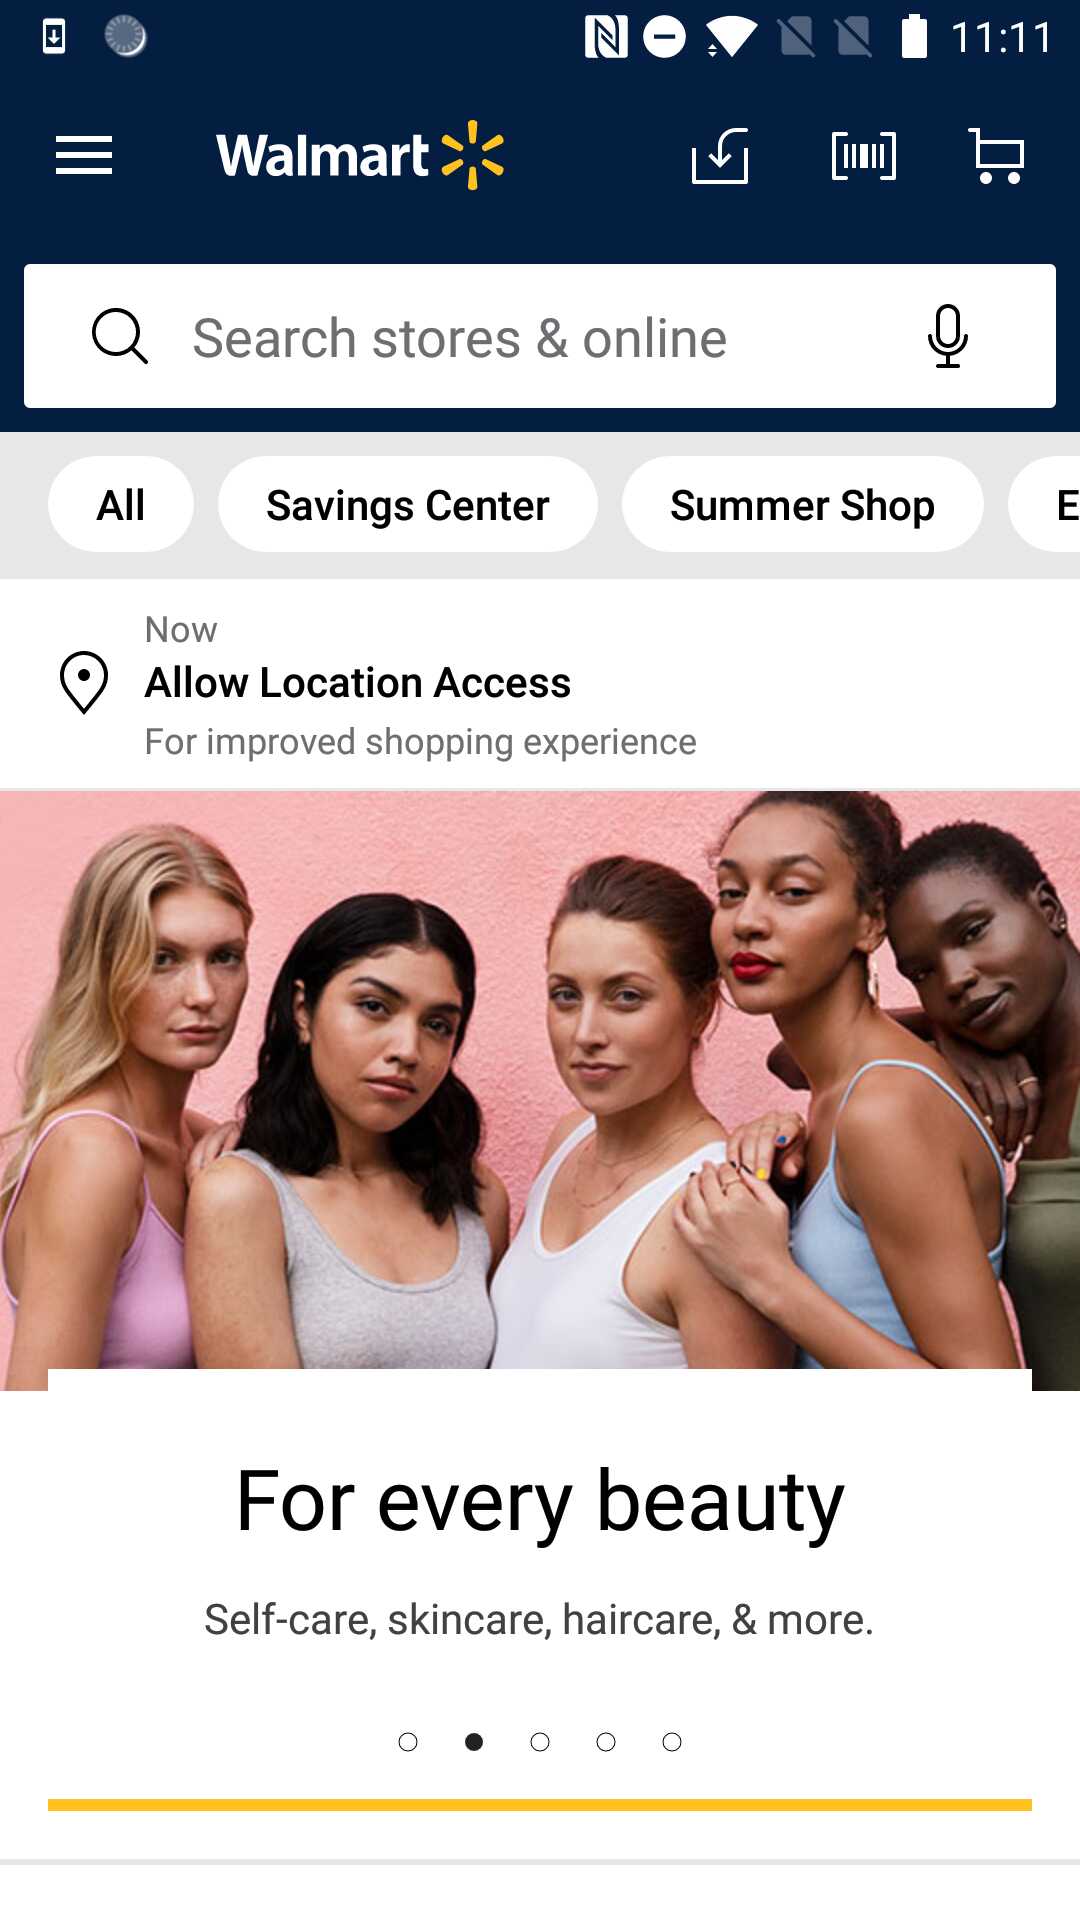 11:11
Walmart
Search stores & online
All
Savings Center
Summer Shop
E
Now
Allow Location Access
For improved shopping experience
For every beauty
Self-care, skincare, haircare, & more.